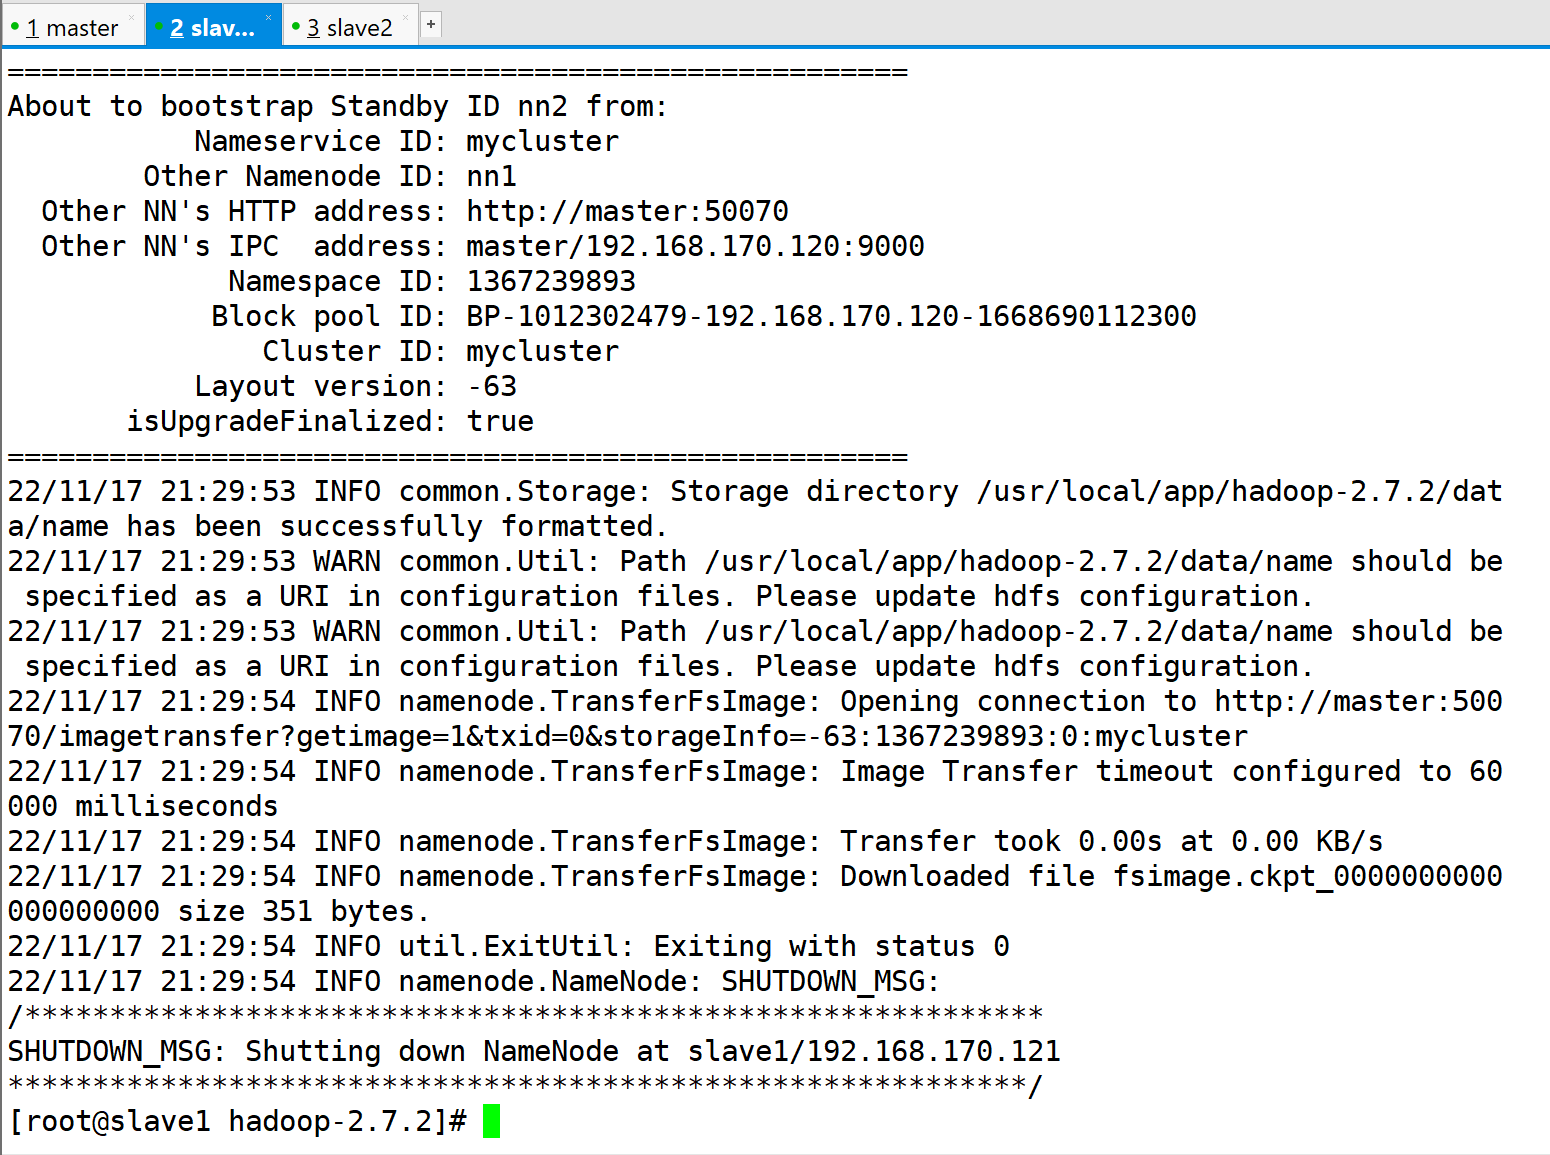 1 master × 2 slav... × 3 slave2 × +
=====================================================
About to bootstrap Standby ID nn2 from:
           Nameservice ID: mycluster
        Other Namenode ID: nn1
  Other NN's HTTP address: http://master:50070
  Other NN's IPC  address: master/192.168.170.120:9000
             Namespace ID: 1367239893
            Block pool ID: BP-1012302479-192.168.170.120-1668690112300
               Cluster ID: mycluster
           Layout version: -63
       isUpgradeFinalized: true
=====================================================
22/11/17 21:29:53 INFO common.Storage: Storage directory /usr/local/app/hadoop-2.7.2/dat
a/name has been successfully formatted.
22/11/17 21:29:53 WARN common.Util: Path /usr/local/app/hadoop-2.7.2/data/name should be
 specified as a URI in configuration files. Please update hdfs configuration.
22/11/17 21:29:53 WARN common.Util: Path /usr/local/app/hadoop-2.7.2/data/name should be
 specified as a URI in configuration files. Please update hdfs configuration.
22/11/17 21:29:54 INFO namenode.TransferFsImage: Opening connection to http://master:500
70/imagetransfer?getimage=1&txid=0&storageInfo=-63:1367239893:0:mycluster
22/11/17 21:29:54 INFO namenode.TransferFsImage: Image Transfer timeout configured to 60
000 milliseconds
22/11/17 21:29:54 INFO namenode.TransferFsImage: Transfer took 0.00s at 0.00 KB/s
22/11/17 21:29:54 INFO namenode.TransferFsImage: Downloaded file fsimage.ckpt_0000000000
000000000 size 351 bytes.
22/11/17 21:29:54 INFO util.ExitUtil: Exiting with status 0
22/11/17 21:29:54 INFO namenode.NameNode: SHUTDOWN_MSG:
/************************************************************
SHUTDOWN_MSG: Shutting down NameNode at slave1/192.168.170.121
************************************************************/
[root@slave1 hadoop-2.7.2]#